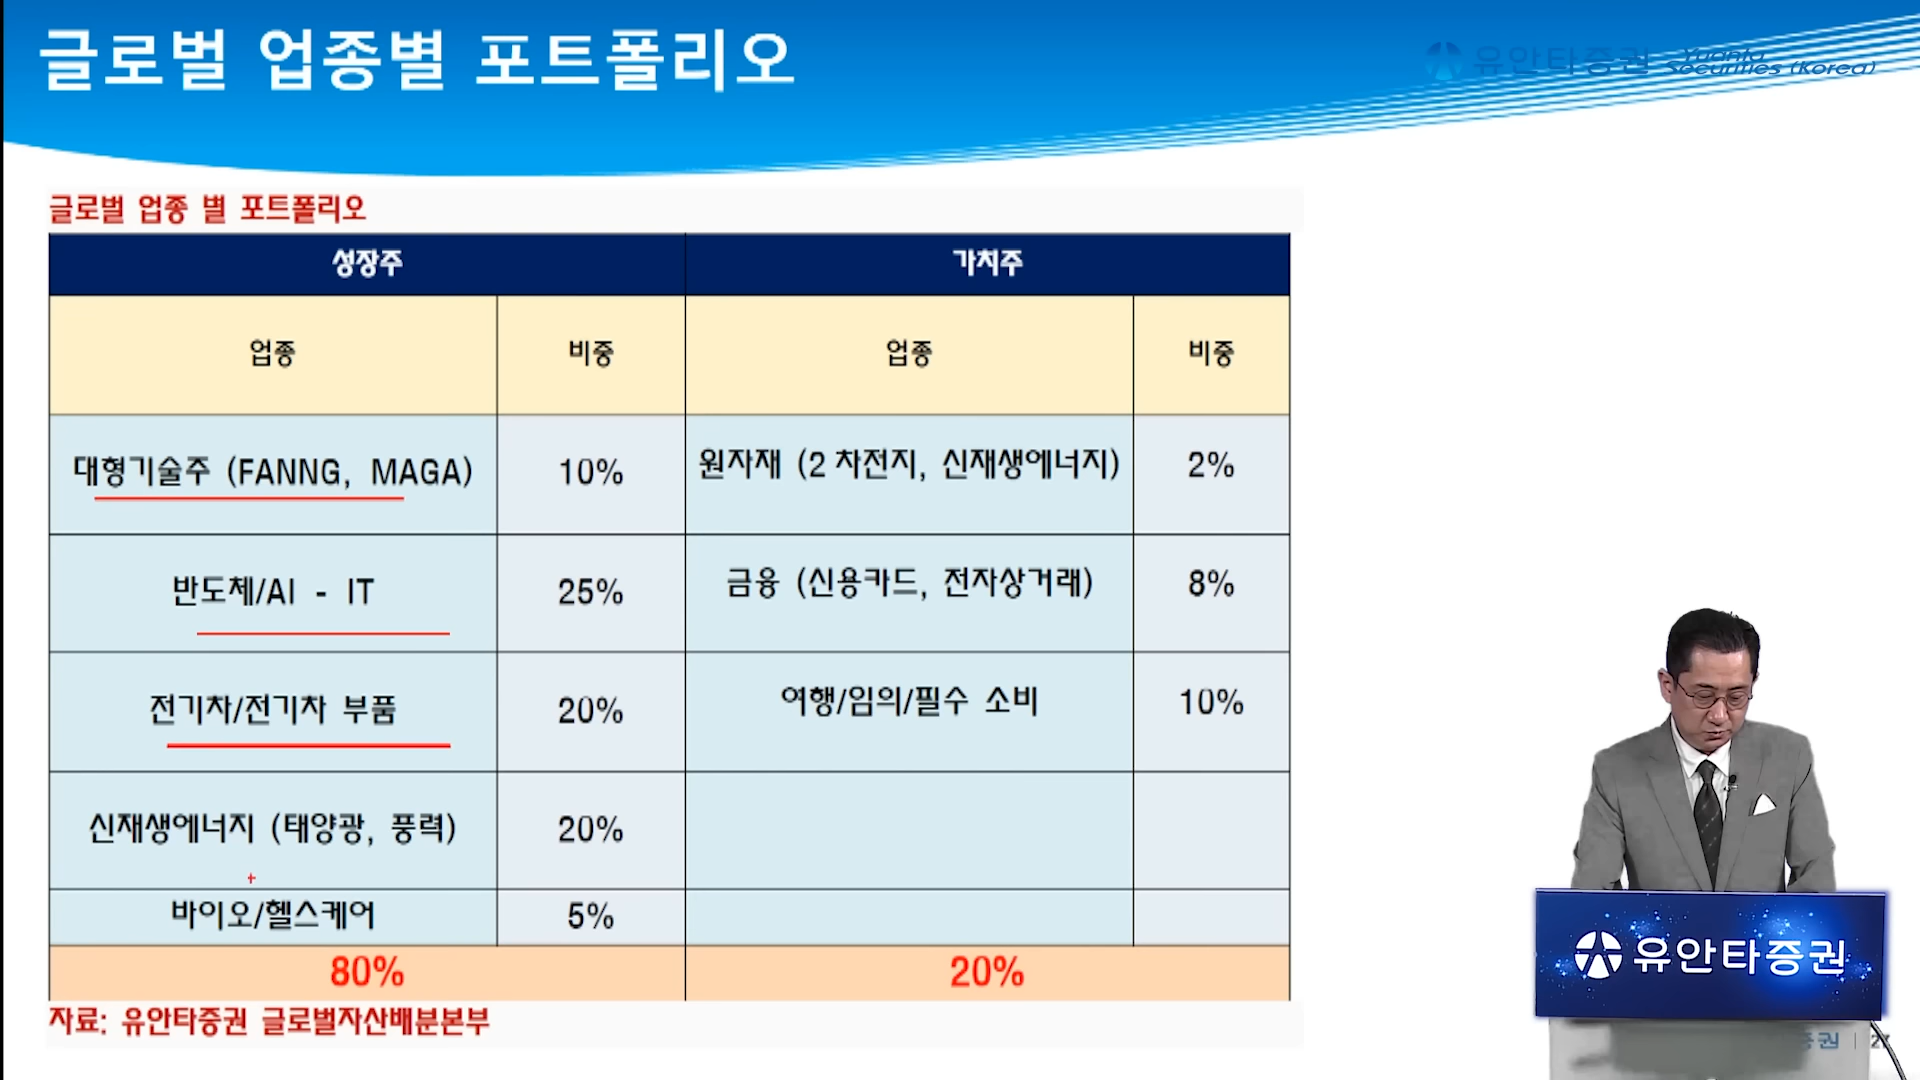 글로벌 업종별 포트폴리오
유안타증권 Yuanta Securities (Korea)
글로벌 업종 별 포트폴리오
성장주 가치주
업종 비중 업종 비중
대형기술주 (FANNG, MAGA) 10% 원자재 (2 차전지, 신재생에너지) 2%
반도체/AI - IT 25% 금융 (신용카드, 전자상거래) 8%
전기차/전기차 부품 20% 여행/임의/필수 소비 10%
신재생에너지 (태양광, 풍력) 20%
바이오/헬스케어 5%
80% 20%
자료: 유안타증권 글로벌자산배분본부
유안타증권
증권